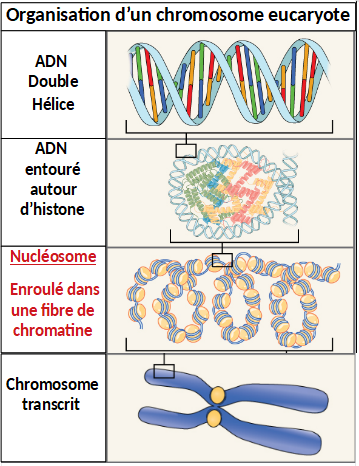 Organisation d'un chromosome eucaryote
ADN
Double
Hélice
ADN
entouré
autour
d'histone
Nucléosome
Enroulé dans
une fibre de
chromatine
Chromosome
transcrit